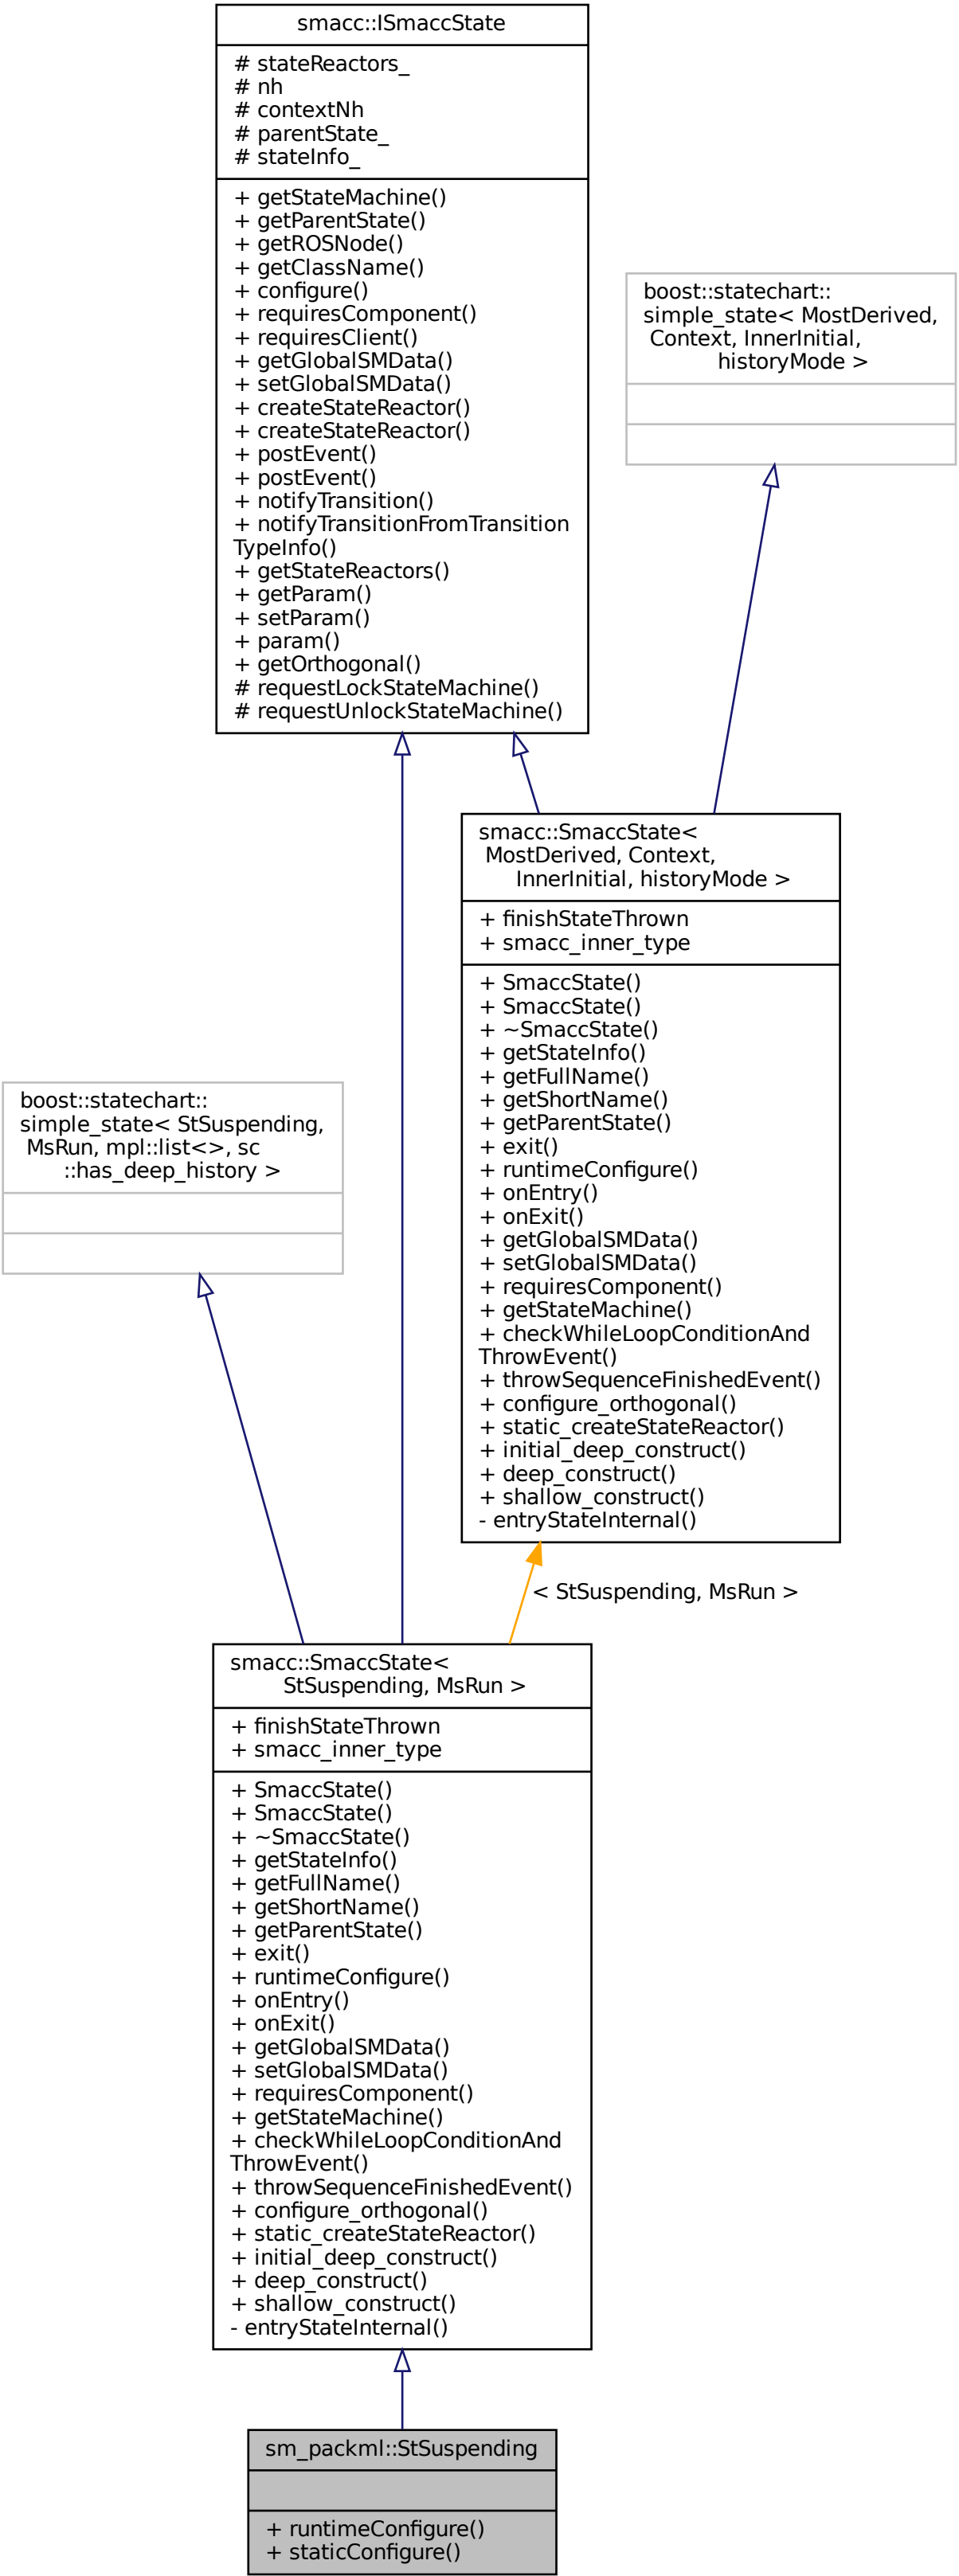 smacc::ISmaccState
# stateReactors_
# nh
# contextNh
# parentState_
# stateInfo_
+ getStateMachine()
+ getParentState()
+ getROSNode()
+ getClassName()
+ configure()
+ requiresComponent()
+ requiresClient()
+ getGlobalSMData()
+ setGlobalSMData()
+ createStateReactor()
+ createStateReactor()
+ postEvent()
+ postEvent()
+ notifyTransition()
+ notifyTransitionFromTransition
TypeInfo()
+ getStateReactors()
+ getParam()
+ setParam()
+ param()
+ getOrthogonal()
# requestLockStateMachine()
# requestUnlockStateMachine()
boost::statechart::
simple_state< MostDerived,
Context, InnerInitial,
historyMode >
smacc::SmaccState<
MostDerived, Context,
InnerInitial, historyMode >
+ finishStateThrown
+ smacc_inner_type
+ SmaccState()
+ SmaccState()
+ ~SmaccState()
+ getStateInfo()
+ getFullName()
+ getShortName()
+ getParentState()
+ exit()
+ runtimeConfigure()
+ onEntry()
+ onExit()
+ getGlobalSMData()
+ setGlobalSMData()
+ requiresComponent()
+ getStateMachine()
+ checkWhileLoopConditionAnd
ThrowEvent()
+ throwSequenceFinishedEvent()
+ configure_orthogonal()
+ static_createStateReactor()
+ initial_deep_construct()
+ deep_construct()
+ shallow_construct()
- entryStateInternal()
boost::statechart::
simple_state< StSuspending,
MsRun, mpl::list<>, sc
::has_deep_history >
< StSuspending, MsRun >
smacc::SmaccState<
StSuspending, MsRun >
+ finishStateThrown
+ smacc_inner_type
+ SmaccState()
+ SmaccState()
+ ~SmaccState()
+ getStateInfo()
+ getFullName()
+ getShortName()
+ getParentState()
+ exit()
+ runtimeConfigure()
+ onEntry()
+ onExit()
+ getGlobalSMData()
+ setGlobalSMData()
+ requiresComponent()
+ getStateMachine()
+ checkWhileLoopConditionAnd
ThrowEvent()
+ throwSequenceFinishedEvent()
+ configure_orthogonal()
+ static_createStateReactor()
+ initial_deep_construct()
+ deep_construct()
+ shallow_construct()
- entryStateInternal()
sm_packml::StSuspending
+ runtimeConfigure()
+ staticConfigure()